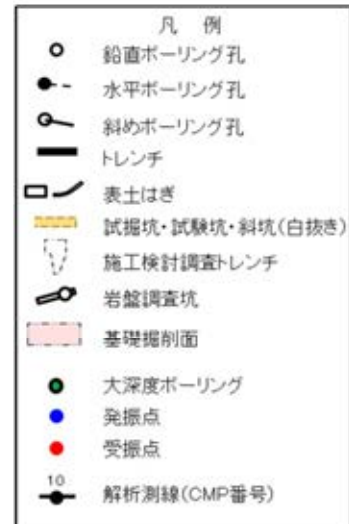 凡 例
鉛直ボーリング孔
水平ボーリング孔
斜めボーリング孔
トレンチ
表土はぎ
試掘坑・試験坑・斜坑(白抜き)
施工検討調査トレンチ
岩盤調査坑
基礎掘削面
大深度ボーリング
発振点
受振点
10
解析測線(CMP番号)